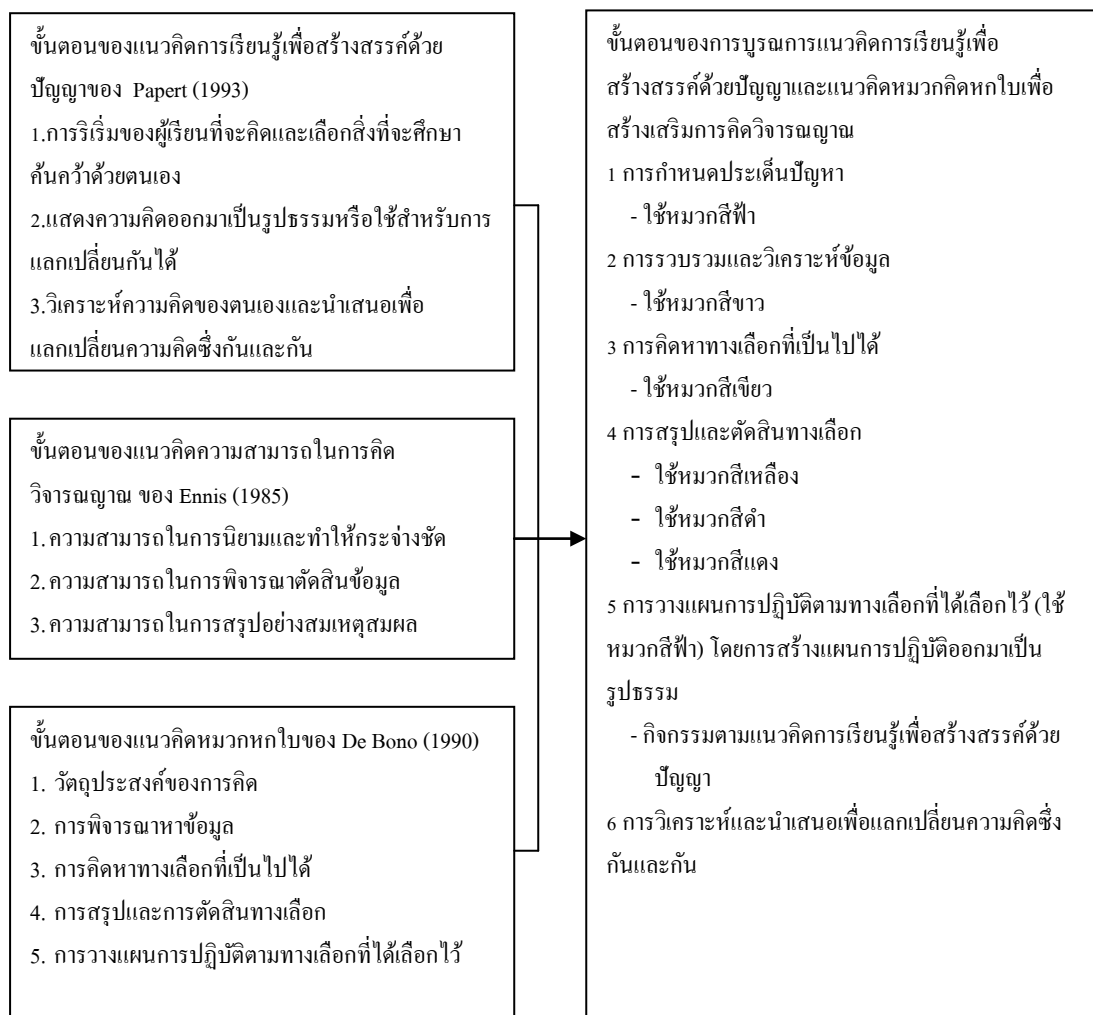 ขั้นตอนของแนวคิดการเรียนรู้เพื่อสร้างสรรค์ด้วย
ปัญญาของ Papert (1993)
1.การริเริ่มของผู้เรียนที่จะคิดและเลือกสิ่งที่จะศึกษา
ค้นคว้าด้วยตนเอง
2.แสดงความคิดออกมาเป็นรูปธรรมหรือใช้สำหรับการ
แลกเปลี่ยนกันได้
3.วิเคราะห์ความคิดของตนเองและนำเสนอเพื่อ
แลกเปลี่ยนความคิดซึ่งกันและกัน
ขั้นตอนของแนวคิดความสามารถในการคิด
วิจารณญาณ ของ Ennis (1985)
1. ความสามารถในการนิยามและทำให้กระจ่างชัด
2. ความสามารถในการพิจารณาตัดสินข้อมูล
3. ความสามารถในการสรุปอย่างสมเหตุสมผล
ขั้นตอนของแนวคิดหมวกหกใบของ De Bono (1990)
1. วัตถุประสงค์ของการคิด
2. การพิจารณาหาข้อมูล
3. การคิดหาทางเลือกที่เป็นไปได้
4. การสรุปและการตัดสินทางเลือก
5. การวางแผนการปฏิบัติตามทางเลือกที่ได้เลือกไว้
ขั้นตอนของการบูรณการแนวคิดการเรียนรู้เพื่อ
สร้างสรรค์ด้วยปัญญาและแนวคิดหมวกคิดหกใบเพื่อ
สร้างเสริมการคิดวิจารณญาณ
1 การกำหนดประเด็นปัญหา
- ใช้หมวกสีฟ้า
2 การรวบรวมและวิเคราะห์ข้อมูล
- ใช้หมวกสีขาว
3 การคิดหาทางเลือกที่เป็นไปได้
- ใช้หมวกสีเขียว
4 การสรุปและตัดสินทางเลือก
- ใช้หมวกสีเหลือง
- ใช้หมวกสีดำ
- ใช้หมวกสีแดง
5 การวางแผนการปฏิบัติตามทางเลือกที่ได้เลือกไว้ (ใช้
หมวกสีฟ้า) โดยการสร้างแผนการปฏิบัติออกมาเป็น
รูปธรรม
- กิจกรรมตามแนวคิดการเรียนรู้เพื่อสร้างสรรค์ด้วย
ปัญญา
6 การวิเคราะห์และนำเสนอเพื่อแลกเปลี่ยนความคิดซึ่ง
กันและกัน